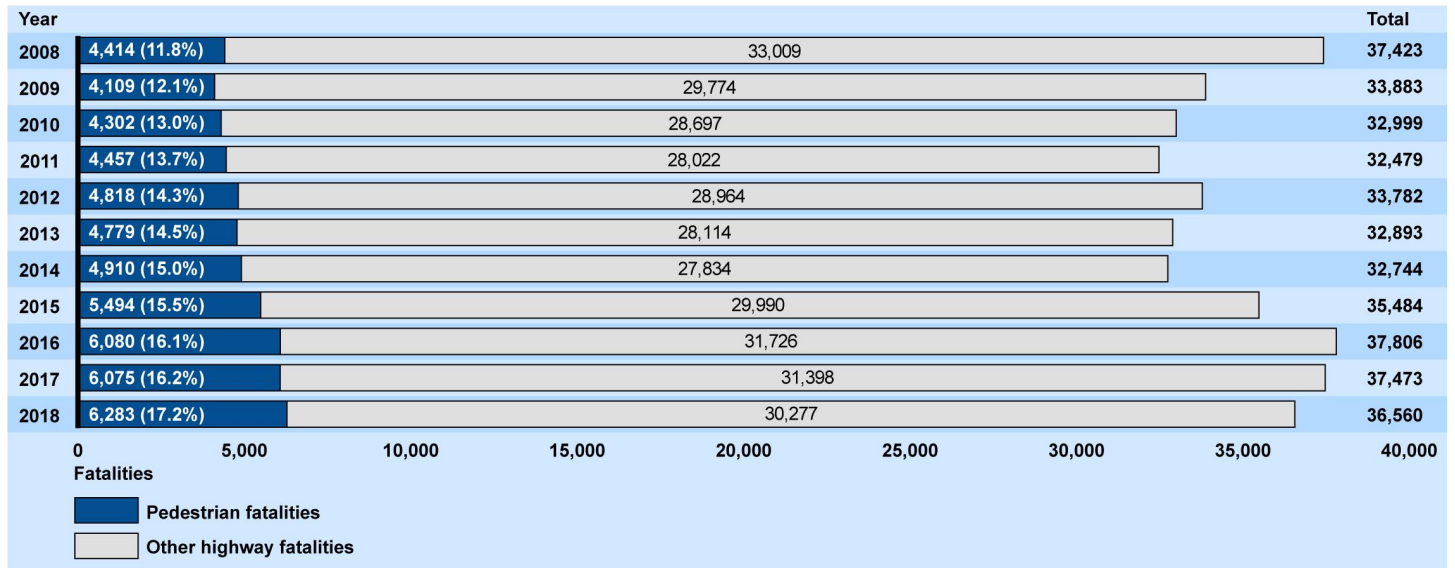 Year Total
2008 4,414 (11.8%) 33,009 37,423
2009 4,109 (12.1%) 29,774 33,883
2010 4,302 (13.0%) 28,697 32,999
2011 4,457 (13.7%) 28,022 32,479
2012 4,818 (14.3%) 28,964 33,782
2013 4,779 (14.5%) 28,114 32,893
2014 4,910 (15.0%) 27,834 32,744
2015 5,494 (15.5%) 29,990 35,484
2016 6,080 (16.1%) 31,726 37,806
2017 6,075 (16.2%) 31,398 37,473
2018 6,283 (17.2%) 30,277 36,560
0 5,000 10,000 15,000 20,000 25,000 30,000 35,000 40,000
Fatalities
Pedestrian fatalities
Other highway fatalities